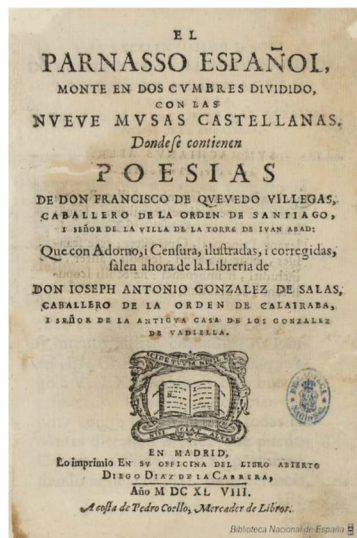 EL
PARNASSO ESPAÑOL,
MONTE EN DOS CVMBRES DIVIDIDO,
CON LAS
NVEVE MVSAS CASTELLANAS.
Donde se contienen
POESIAS
DE DON FRANCISCO DE QVEVEDO VILLEGAS,
CABALLERO DE LA ORDEN DE SANTIAGO,
I SEÑOR DE LA VILLA DE LA TORRE DE IVAN ABAD:
Que con Adorno, i Censura, ilustradas, i corregidas,
salen ahora de la Libreria de
DON IOSEPH ANTONIO GONZALEZ DE SALAS,
CABALLERO DE LA ORDEN DE CALATRABA,
I SEÑOR DE LA ANTIGVA CASA DE LOS GONZALEZ
DE VADIELLA.
EN MADRID,
Lo imprimio EN SV OFFICINA DEL LIBRO ABIERTO
DIEGO DIAZ DE LA CARRERA,
Año M DC XL VIII.
A costa de Pedro Coello, Mercader de Libros.
Biblioteca Nacional de España